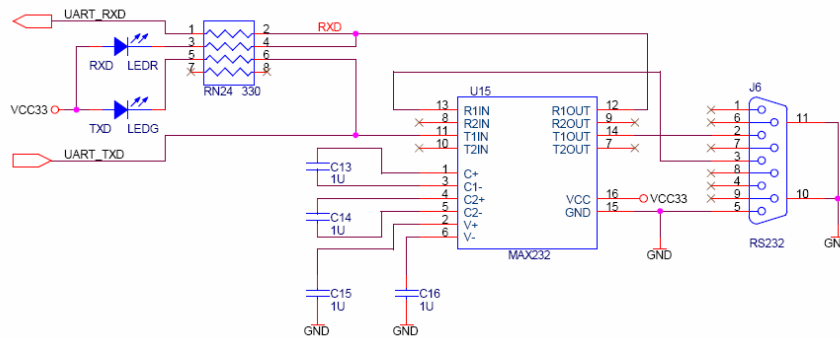 UART_RXD
RXD
1 2
3 4
5 6
7 8
RXD LEDR
RN24 330
VCC33
TXD LEDG
UART_TXD
U15
13 R1IN R1OUT 12
8 R2IN R2OUT 9
11 T1IN T1OUT 14
10 T2IN T2OUT 7
1 C+
3 C1-
4 C2+
5 C2-
2 V+
6 V-
VCC 16 VCC33
GND 15
MAX232
C13
1U
C14
1U
C15
1U
GND
C16
1U
GND
GND
J6
1
6
2
7
3
8
4
9
5
11
10
RS232